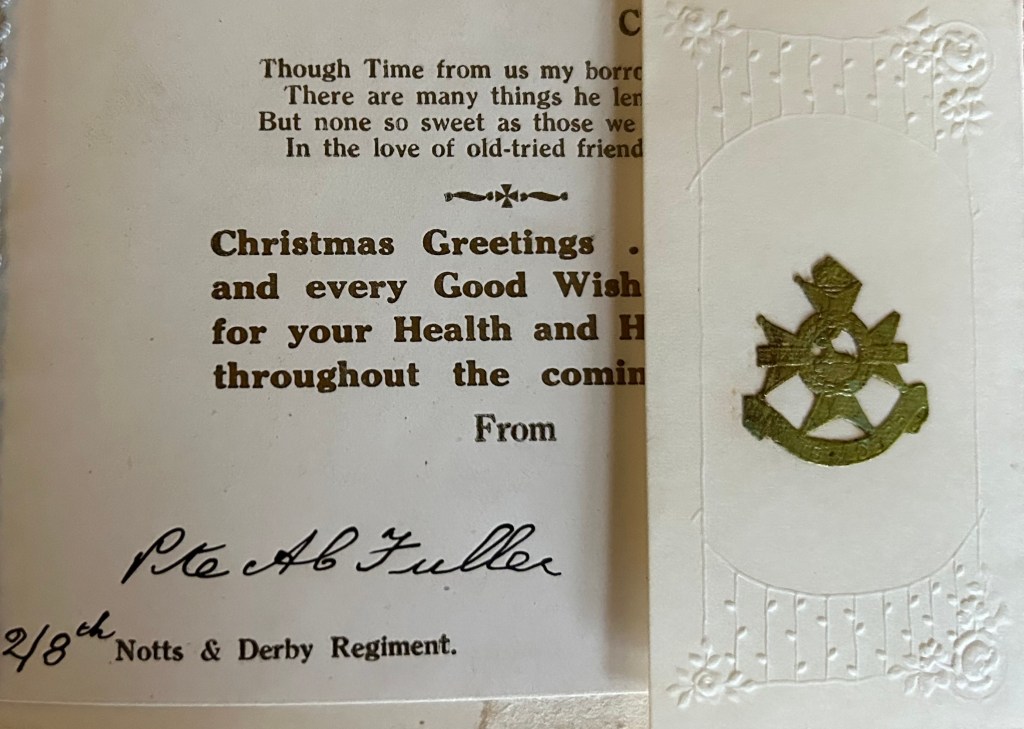 C
Though Time from us my borro
There are many things he len
But none so sweet as those we
In the love of old-tried friend
Christmas Greetings .
and every Good Wish
for your Health and H
throughout the comin
From
Pte A C Fuller
2/8th Notts & Derby Regiment.